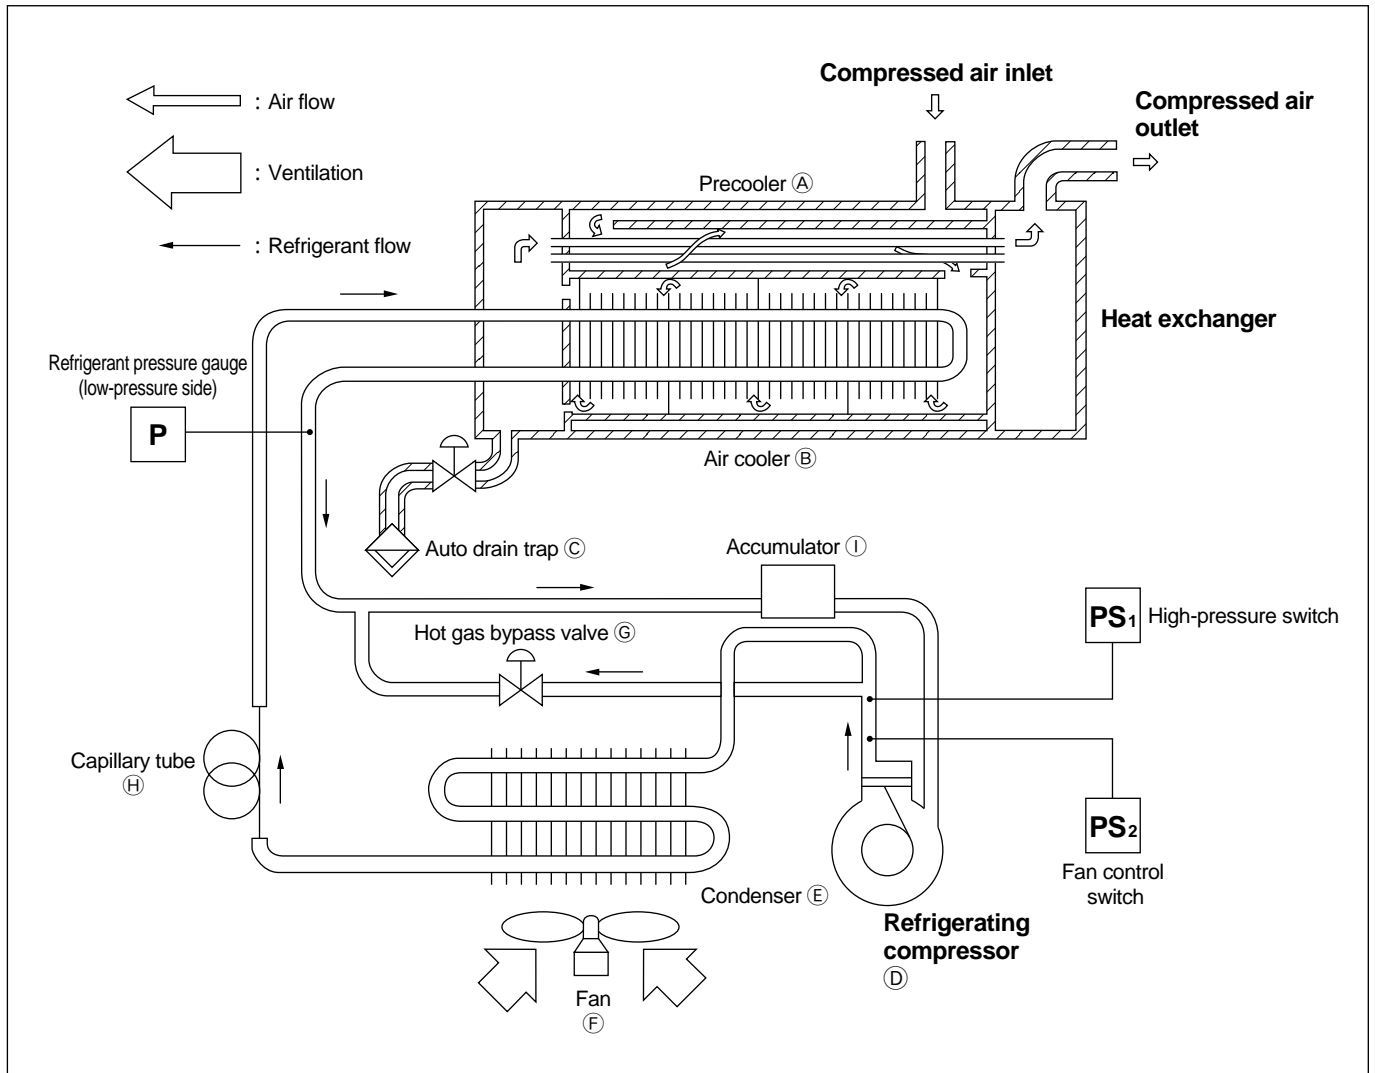 Compressed air inlet
Compressed air
outlet
: Air flow
: Ventilation
: Refrigerant flow
Precooler Ⓐ
Heat exchanger
Refrigerant pressure gauge
(low-pressure side)
P
Air cooler Ⓑ
Auto drain trap Ⓒ
Accumulator Ⓘ
Hot gas bypass valve Ⓖ
PS1
High-pressure switch
Capillary tube
Ⓗ
PS2
Fan control
switch
Condenser Ⓔ
Refrigerating
compressor
Ⓓ
Fan
Ⓕ